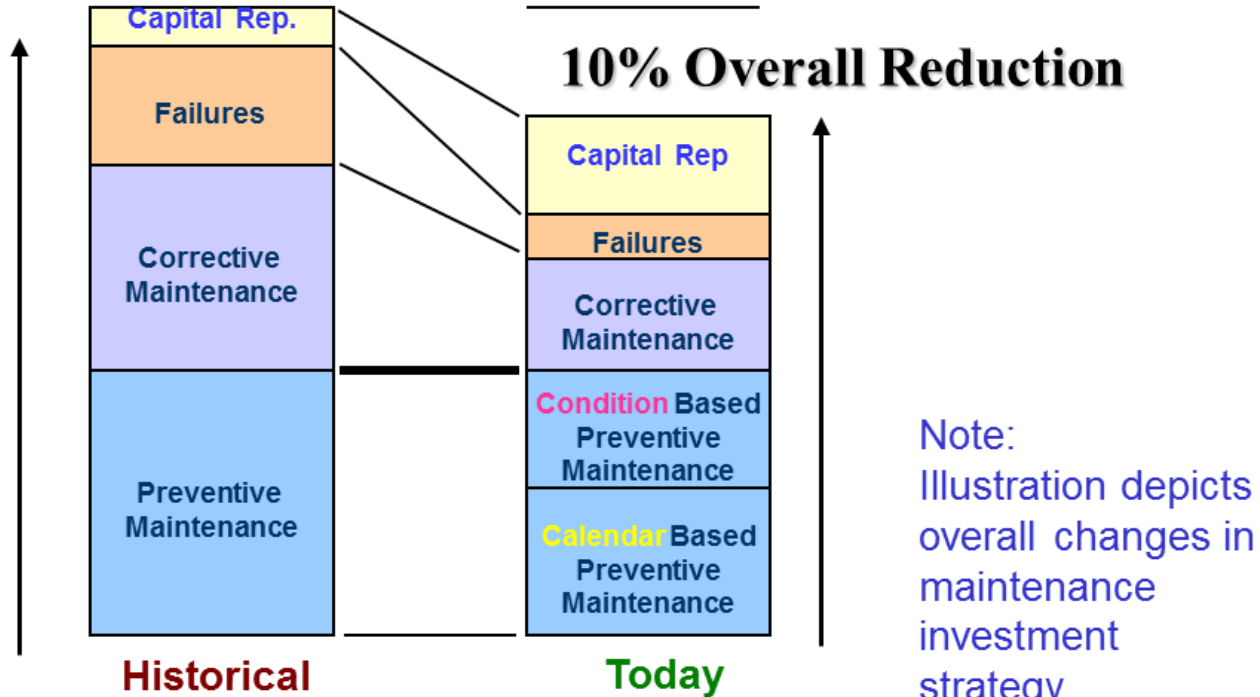 Capital Rep.
Failures
Corrective
Maintenance
Preventive
Maintenance
Historical
10% Overall Reduction
Capital Rep
Failures
Corrective
Maintenance
Condition Based
Preventive
Maintenance
Calendar Based
Preventive
Maintenance
Today
Note:
Illustration depicts
overall changes in
maintenance
investment
strategy